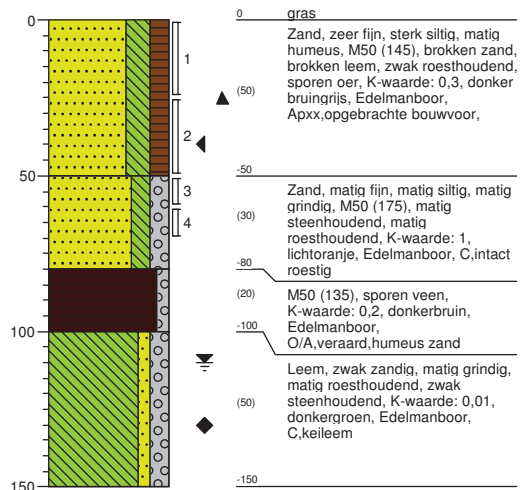 0
50
100
150
1
2
3
4
0 gras
Zand, zeer fijn, sterk siltig, matig
humeus, M50 (145), brokken zand,
brokken leem, zwak roesthoudend,
(50) sporen oer, K-waarde: 0,3, donker
bruingrijs, Edelmanboor,
Apxx,opgebrachte bouwvoor,
-50
Zand, matig fijn, matig siltig, matig
grindig, M50 (175), matig
(30) steenhoudend, matig
roesthoudend, K-waarde: 1,
lichtoranje, Edelmanboor, C,intact
-80 roestig
(20) M50 (135), sporen veen,
K-waarde: 0,2, donkerbruin,
-100 Edelmanboor,
O/A,veraard,humeus zand
Leem, zwak zandig, matig grindig,
matig roesthoudend, zwak
(50) steenhoudend, K-waarde: 0,01,
donkergroen, Edelmanboor,
C,keileem
-150